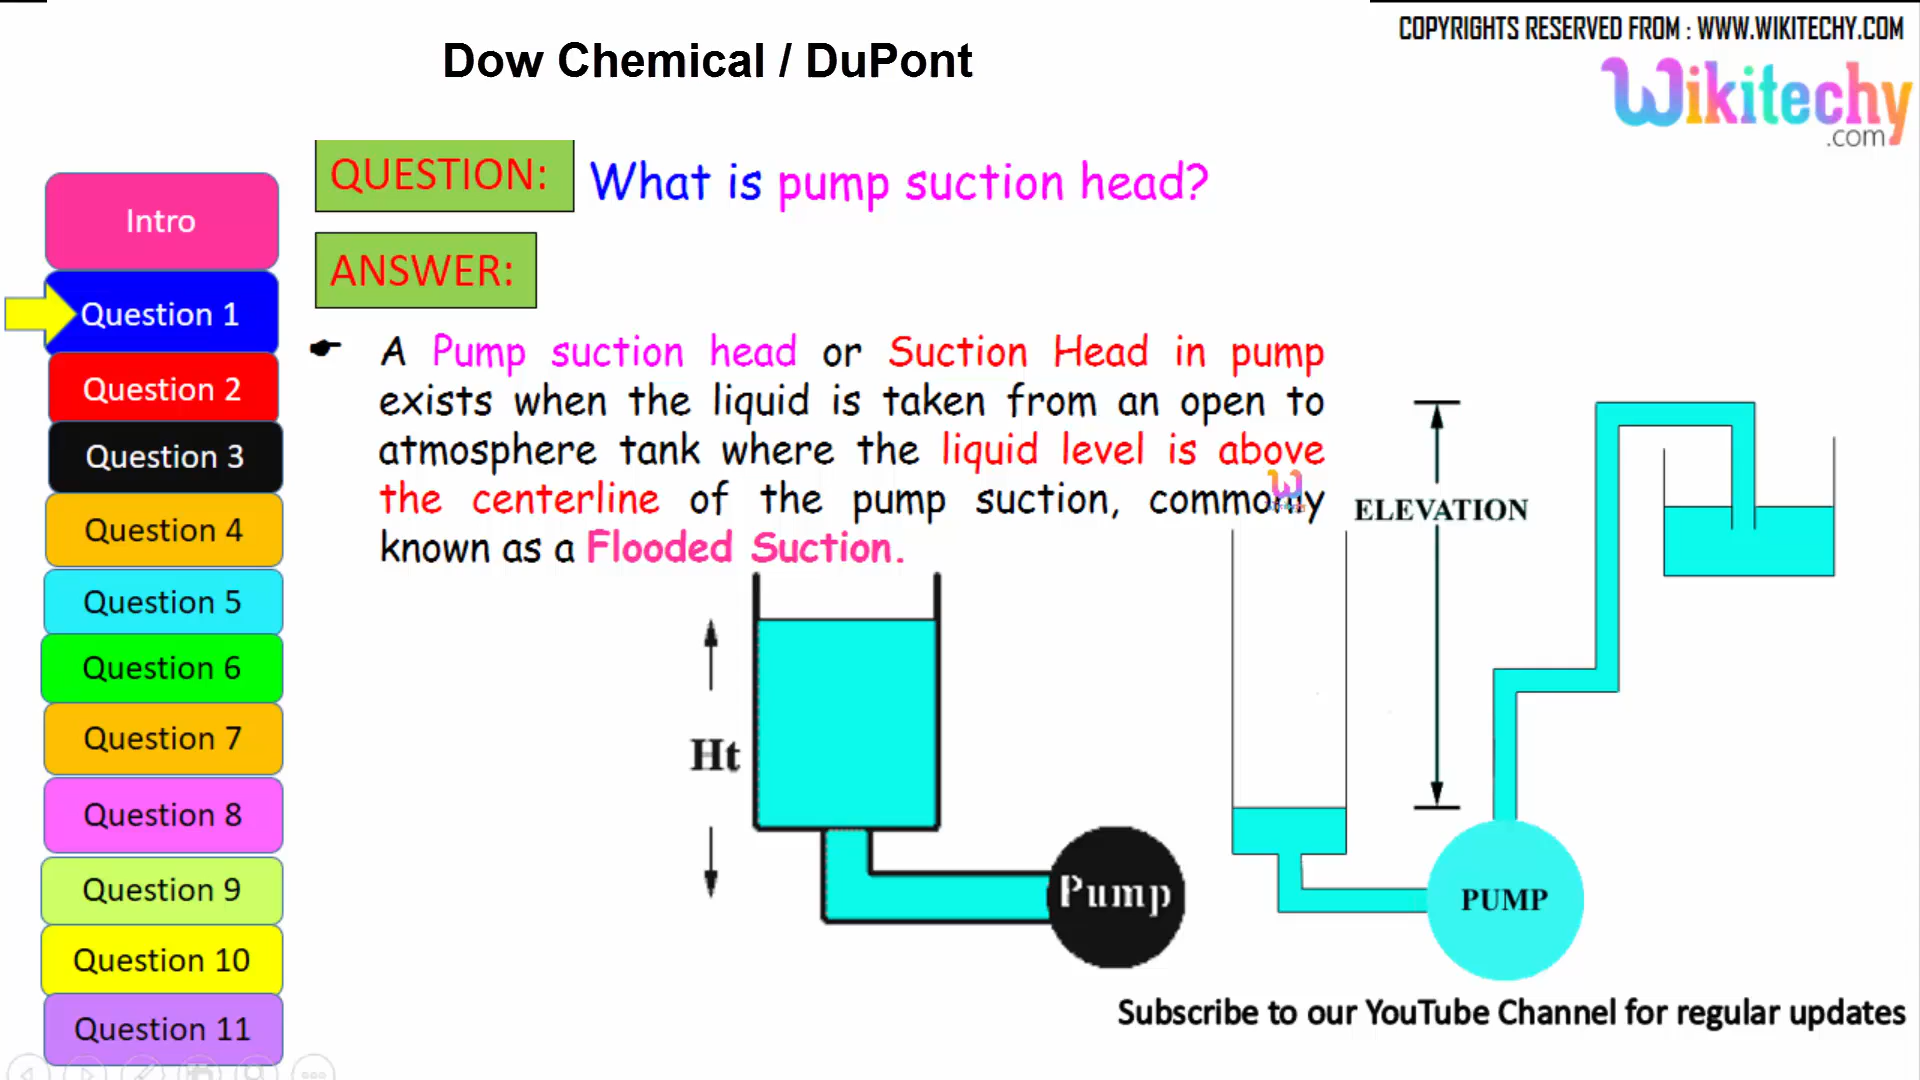 COPYRIGHTS RESERVED FROM : WWW.WIKITECHY.COM
Dow Chemical / DuPont
Wikitechy
.com
QUESTION: What is pump suction head?
ANSWER:
Intro
Question 1
Question 2
Question 3
Question 4
Question 5
Question 6
Question 7
Question 8
Question 9
Question 10
Question 11
A Pump suction head or Suction Head in pump
exists when the liquid is taken from an open to
atmosphere tank where the liquid level is above
the centerline of the pump suction, commonly
known as a Flooded Suction.
Ht
Pump
ELEVATION
PUMP
Subscribe to our YouTube Channel for regular updates